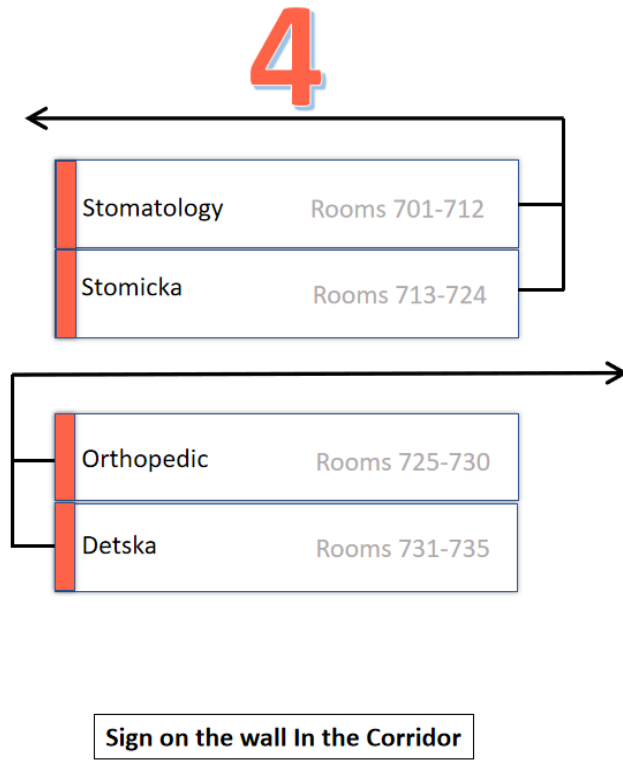 4
Stomatology Rooms 701-712
Stomicka Rooms 713-724
Orthopedic Rooms 725-730
Detska Rooms 731-735
Sign on the wall In the Corridor